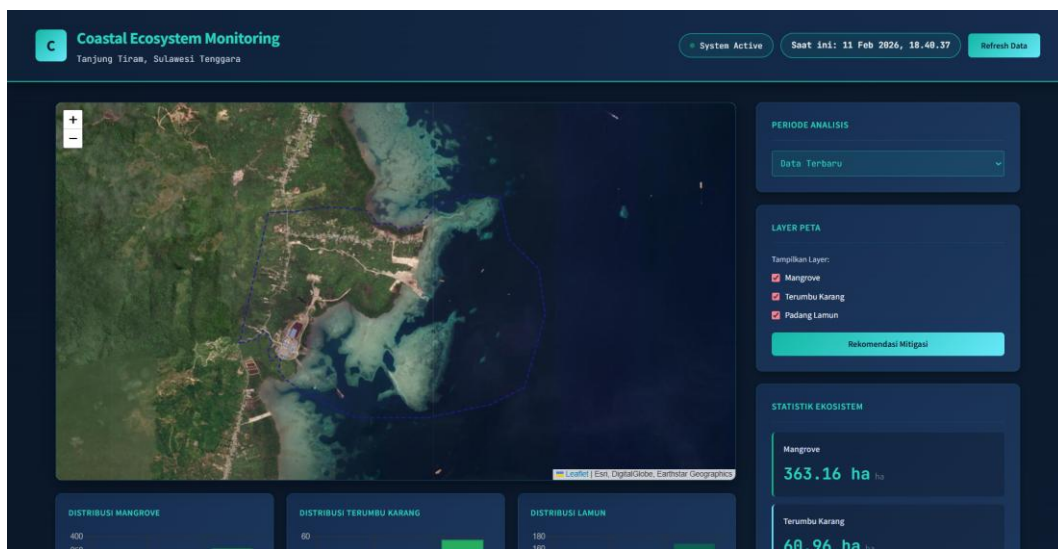 C
Coastal Ecosystem Monitoring
Tanjung Tiram, Sulawesi Tenggara
System Active
Saat ini: 11 Feb 2026, 18.40.37
Refresh Data
+
−
Leaflet | Esri, DigitalGlobe, Earthstar Geographics
PERIODE ANALISIS
Data Terbaru
LAYER PETA
Tampilkan Layer:
Mangrove
Terumbu Karang
Padang Lamun
Rekomendasi Mitigasi
STATISTIK EKOSISTEM
Mangrove
363.16 ha ha
Terumbu Karang
60.96 ha
DISTRIBUSI MANGROVE
400
DISTRIBUSI TERUMBU KARANG
60
DISTRIBUSI LAMUN
180
160